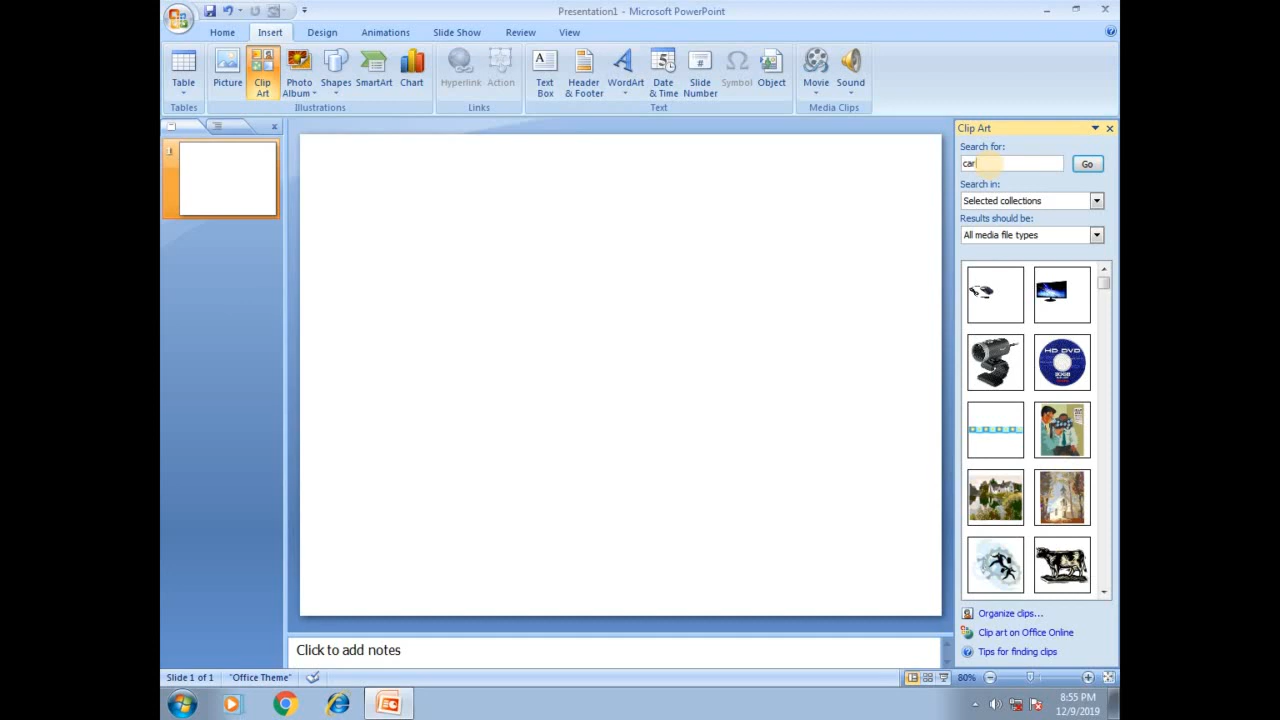 Presentation1 - Microsoft PowerPoint
Home Insert Design Animations Slide Show Review View
Table Picture Clip Art Photo Album Shapes SmartArt Chart Hyperlink Action Text Box Header & Footer WordArt Date & Time Slide Number Symbol Object Movie Sound
Tables Illustrations Links Text Media Clips
1
Clip Art
Search for:
car Go
Search in:
Selected collections
Results should be:
All media file types
HD DVD
Organize clips...
Clip art on Office Online
Tips for finding clips
Click to add notes
Slide 1 of 1 "Office Theme" 80%
8:55 PM
12/9/2019